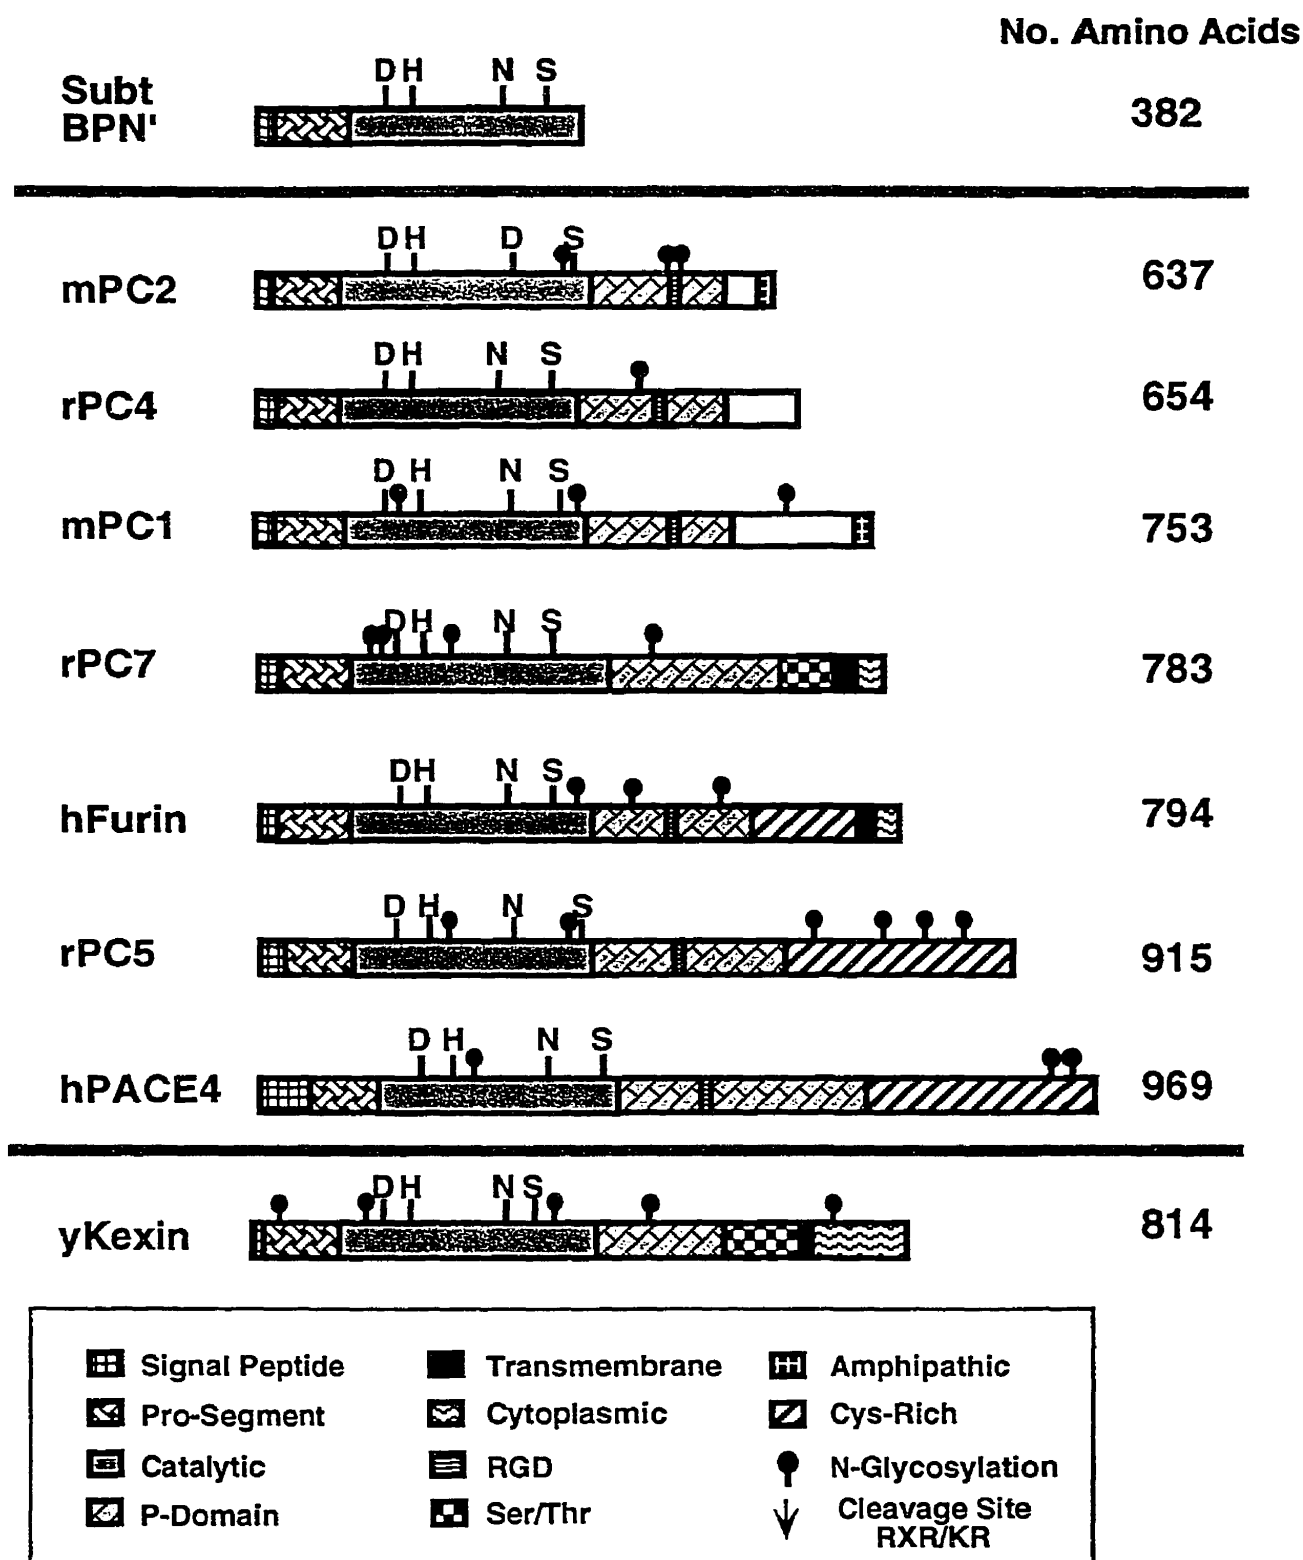 No. Amino Acids
D H N S
Subt
BPN'
382
D H D S
mPC2
637
D H N S
rPC4
654
D H N S
mPC1
753
D H N S
rPC7
783
D H N S
hFurin
794
D H N S
rPC5
915
D H N S
hPACE4
969
D H N S
yKexin
814
Signal Peptide
Transmembrane
Amphipathic
Pro-Segment
Cytoplasmic
Cys-Rich
Catalytic
RGD
N-Glycosylation
P-Domain
Ser/Thr
Cleavage Site
RXR/KR